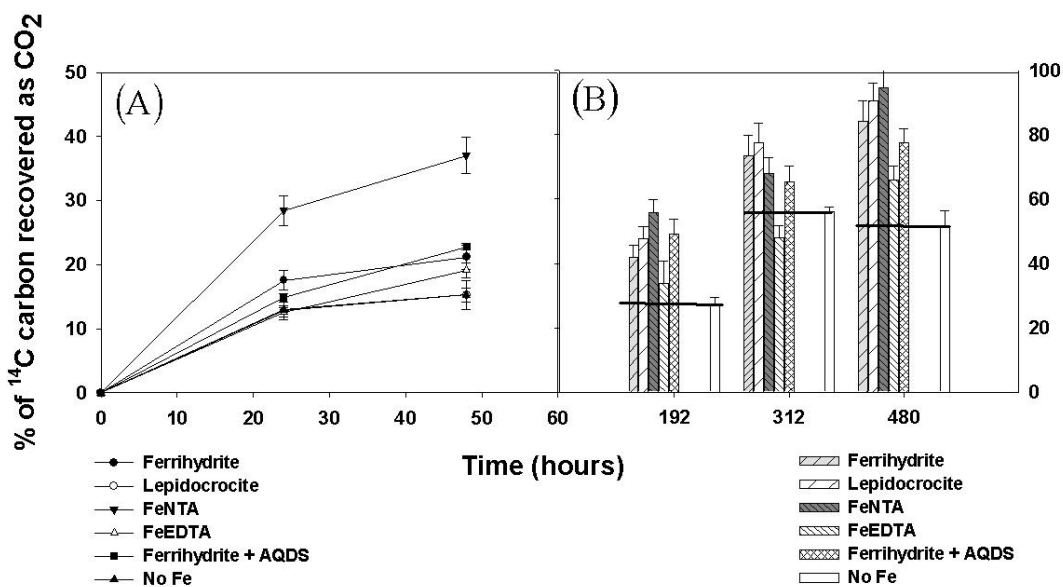 % of ¹⁴C carbon recovered as CO₂
50
40
30
20
10
0
(A)
0 10 20 30 40 50 60
(B)
100
80
60
40
20
0
192 312 480
Time (hours)
Ferrihydrite
Lepidocrocite
FeNTA
FeEDTA
Ferrihydrite + AQDS
No Fe
Ferrihydrite
Lepidocrocite
FeNTA
FeEDTA
Ferrihydrite + AQDS
No Fe